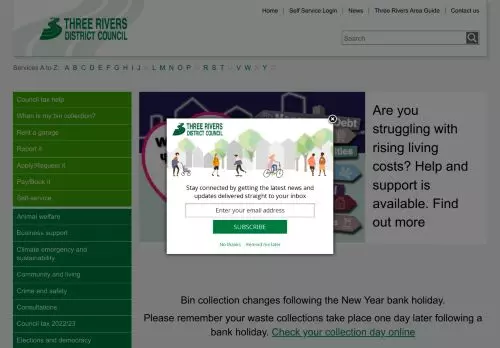 Home | Self Service Login | News | Three Rivers Area Guide | Contact us
THREE RIVERS
DISTRICT COUNCIL
Search
Services A to Z: A B C D E F G H I J K L M N O P Q R S T U V W X Y Z
Council tax help
When is my bin collection?
Rent a garage
Report it
Apply/Request it
Pay/Book it
Self-service
Animal welfare
Business support
Climate emergency and
sustainability
Community and living
Crime and safety
Consultations
Council tax 2022/23
Elections and democracy
Debt
THREE RIVERS
DISTRICT COUNCIL
Stay connected by getting the latest news and
updates delivered straight to your inbox
Enter your email address
SUBSCRIBE
No thanks Remind me later
Are you
struggling with
rising living
costs? Help and
support is
available. Find
out more
Bin collection changes following the New Year bank holiday.
Please remember your waste collections take place one day later following a
bank holiday. Check your collection day online